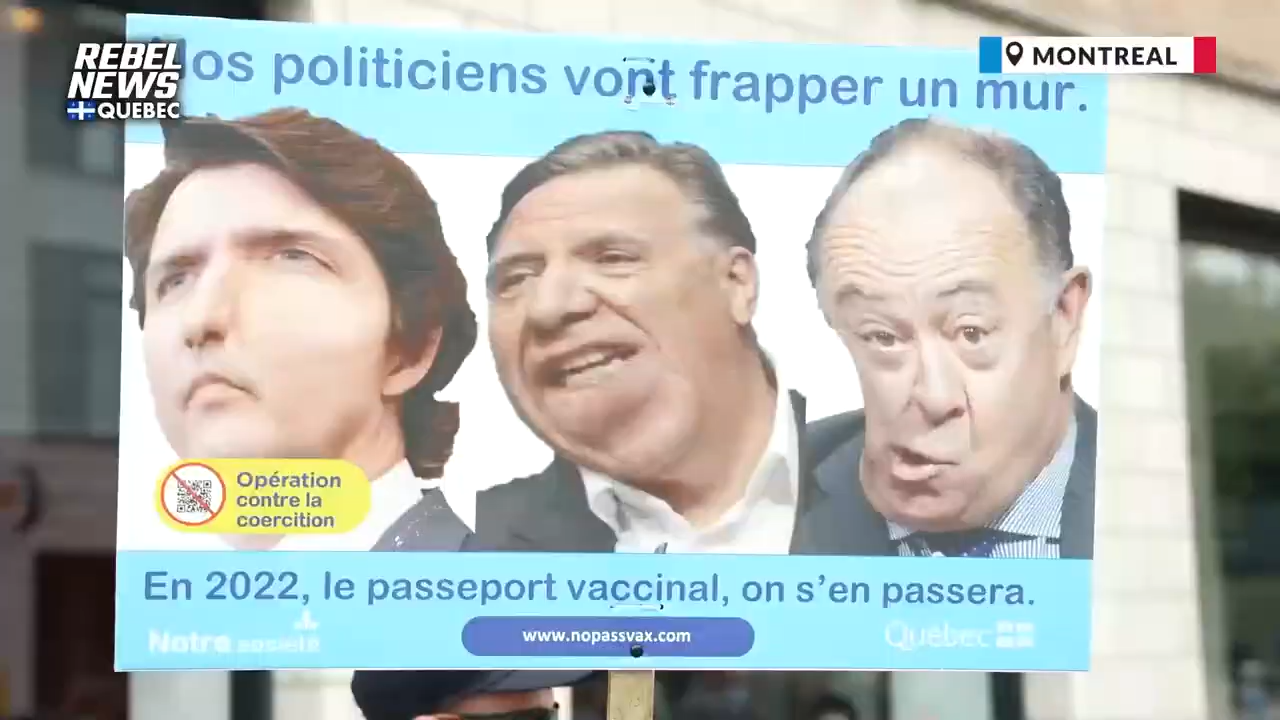 REBEL
NEWS
QUEBEC
MONTREAL
os politiciens vont frapper un mur.
Opération
contre la
coercition
En 2022, le passeport vaccinal, on s'en passera.
Notre société
www.nopassvax.com
Québec